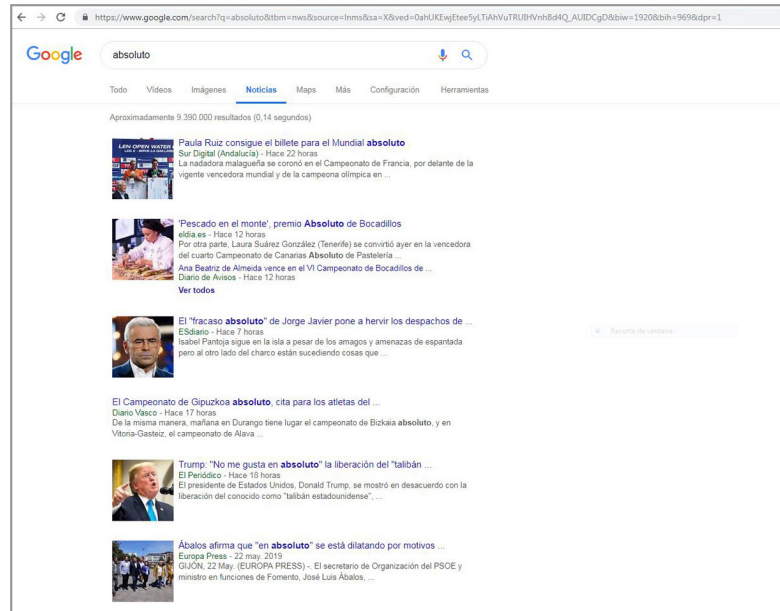 https://www.google.com/search?q=absoluto&tbm=nws&source=lnms&sa=X&ved=0ahUKEwjEtee5yLTiAhVuTRUIHVnhBd4Q_AUIDCgD&biw=1920&bih=969&dpr=1
Google
absoluto
Todo Vídeos Imágenes Noticias Maps Más Configuración Herramientas
Aproximadamente 9.390.000 resultados (0,14 segundos)
LEN OPEN WATER
Paula Ruiz consigue el billete para el Mundial absoluto
Sur Digital (Andalucía) - Hace 22 horas
La nadadora malagueña se coronó en el Campeonato de Francia, por delante de la
vigente vencedora mundial y de la campeona olímpica en ...
'Pescado en el monte', premio Absoluto de Bocadillos
eldia.es - Hace 12 horas
Por otra parte, Laura Suárez González (Tenerife) se convirtió ayer en la vencedora
del cuarto Campeonato de Canarias Absoluto de Pastelería ...
Ana Beatriz de Almeida vence en el VI Campeonato de Bocadillos de ...
Diario de Avisos - Hace 12 horas
Ver todos
El "fracaso absoluto" de Jorge Javier pone a hervir los despachos de ...
ESdiario - Hace 7 horas
Isabel Pantoja sigue en la isla a pesar de los amagos y amenazas de espantada
pero al otro lado del charco están sucediendo cosas que ...
Recorte de ventana
El Campeonato de Gipuzkoa absoluto, cita para los atletas del ...
Diario Vasco - Hace 17 horas
De la misma manera, mañana en Durango tiene lugar el campeonato de Bizkaia absoluto, y en
Vitoria-Gasteiz, el campeonato de Alava ...
Trump: "No me gusta en absoluto" la liberación del "talibán ...
El Periódico - Hace 18 horas
El presidente de Estados Unidos, Donald Trump, se mostró en desacuerdo con la
liberación del conocido como "talibán estadounidense", ...
Ábalos afirma que "en absoluto" se está dilatando por motivos ...
Europa Press - 22 may. 2019
GIJÓN, 22 May. (EUROPA PRESS) -. El secretario de Organización del PSOE y
ministro en funciones de Fomento, José Luis Ábalos, ...